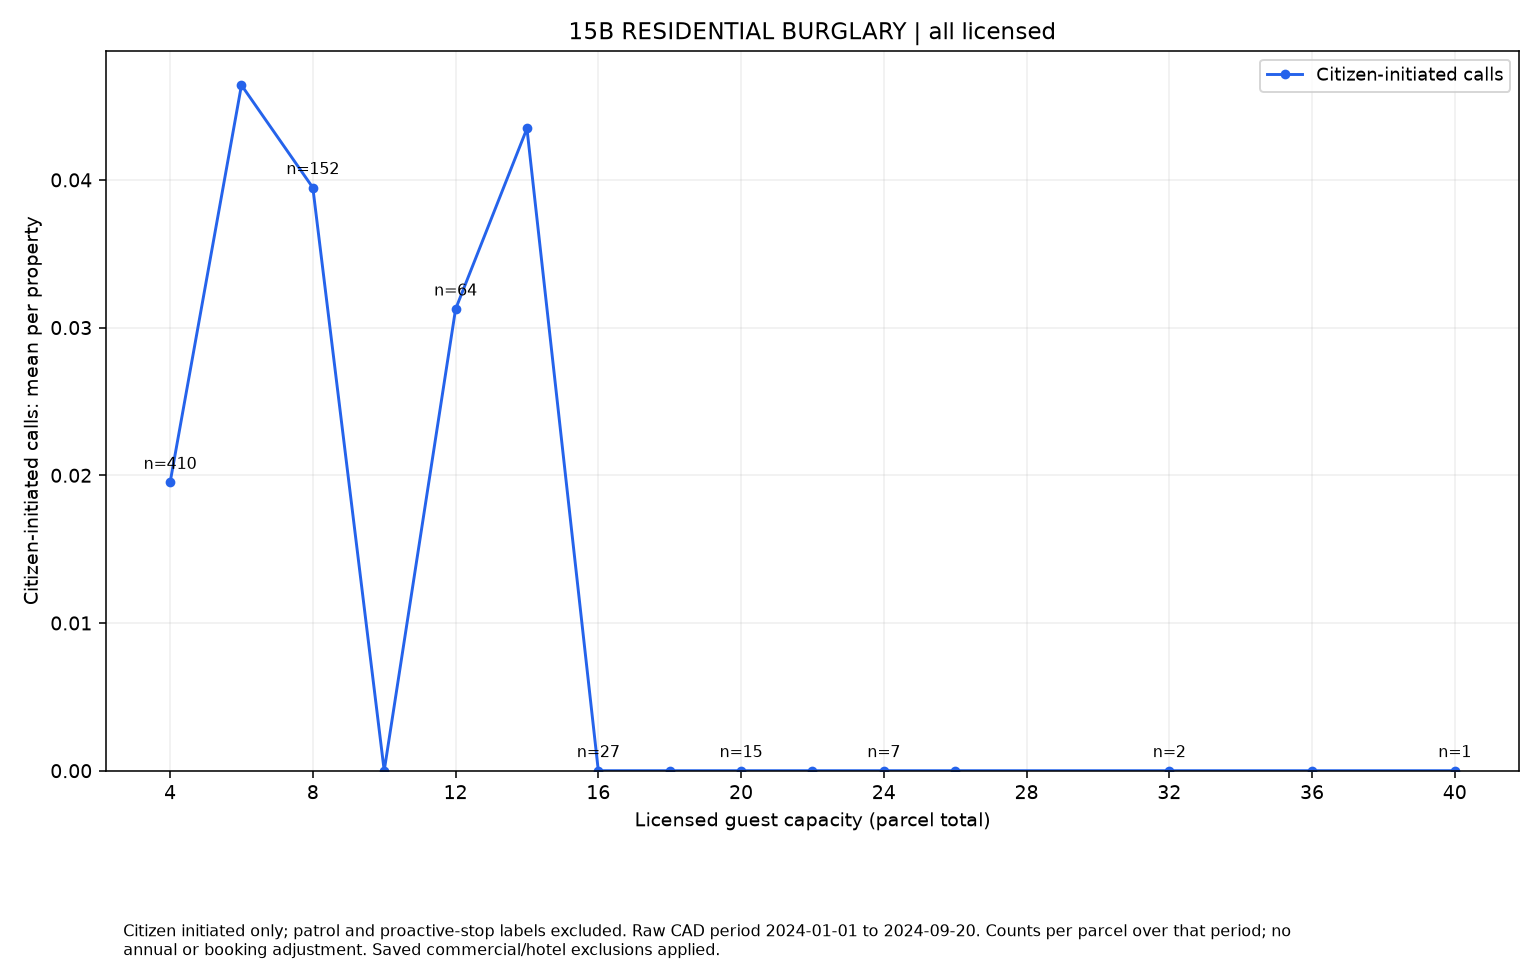 15B RESIDENTIAL BURGLARY | all licensed
Citizen-initiated calls
Citizen-initiated calls: mean per property
0.04
0.03
0.02
0.01
0.00
n=410
n=152
n=64
n=27
n=15
n=7
n=2
n=1
4 8 12 16 20 24 28 32 36 40
Licensed guest capacity (parcel total)
Citizen initiated only; patrol and proactive-stop labels excluded. Raw CAD period 2024-01-01 to 2024-09-20. Counts per parcel over that period; no
annual or booking adjustment. Saved commercial/hotel exclusions applied.